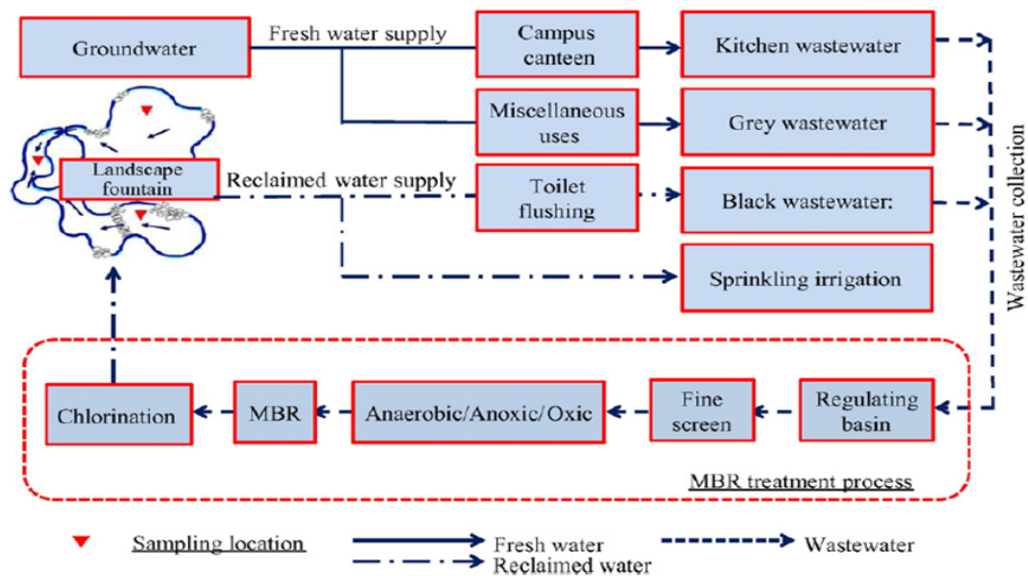 Groundwater
Fresh water supply
Campus
canteen
Kitchen wastewater
Miscellaneous
uses
Grey wastewater
Landscape
fountain
Reclaimed water supply
Toilet
flushing
Black wastewater:
Sprinkling irrigation
Wastewater collection
Chlorination
MBR
Anaerobic/Anoxic/Oxic
Fine
screen
Regulating
basin
MBR treatment process
Sampling location
Fresh water
Reclaimed water
Wastewater